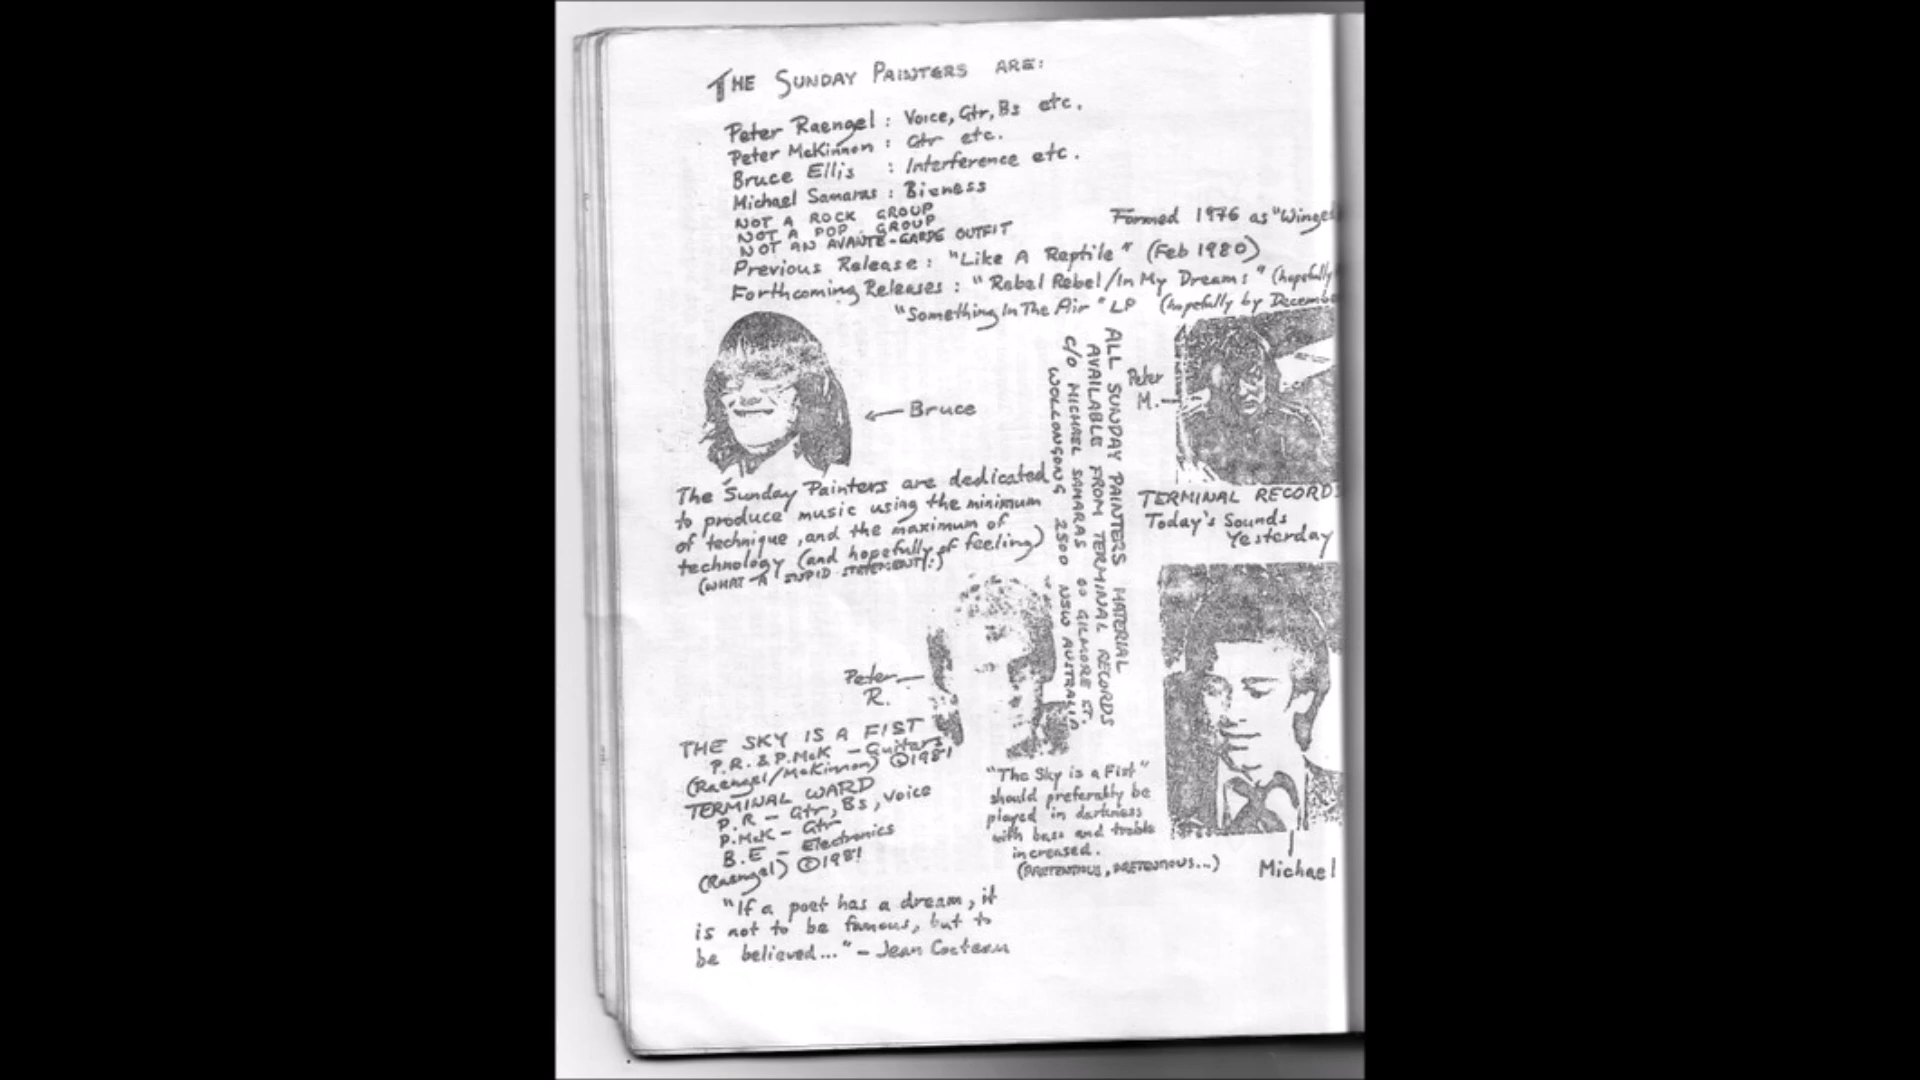 THE SUNDAY PAINTERS ARE:
Peter Raengel : Voice, Gtr, Bs etc.
Peter McKinnon : Gtr etc.
Bruce Ellis : Interference etc.
Michael Samaras : Bizness
NOT A ROCK GROUP
NOT A POP GROUP
NOT AN AVANTE-GARDE OUTFIT
Formed 1976 as "Winged
Previous Release : "Like A Reptile" (Feb 1980)
Forthcoming Releases : "Rebel Rebel/In My Dreams" (hopefully
"Something In The Air" LP (hopefully by Decembe
Bruce
Peter
M.
ALL SUNDAY PAINTERS MATERIAL
AVAILABLE FROM TERMINAL RECORDS
C/O MICHAEL SAMARAS 60 GILMORE ST.
WOLLONGONG 2500 NSW AUSTRALIA
The Sunday Painters are dedicated
to produce music using the minimum
of technique, and the maximum of
technology (and hopefully of feeling)
(WHAT A STUPID STATEMENT!)
TERMINAL RECORDS
Today's Sounds
Yesterday
Peter
R.
THE SKY IS A FIST
P.R. & P.McK - Guitars
(Raengel/McKinnon) ©1981
TERMINAL WARD
P.R - Gtr, Bs, Voice
P.McK - Gtr
B.E - Electronics
(Raengel) ©1981
"The Sky is a Fist"
should preferably be
played in darkness
with bass and treble
increased.
(PRETENTIOUS, PRETENTIOUS...)
Michael
"If a poet has a dream, it
is not to be famous, but to
be believed..." - Jean Cocteau